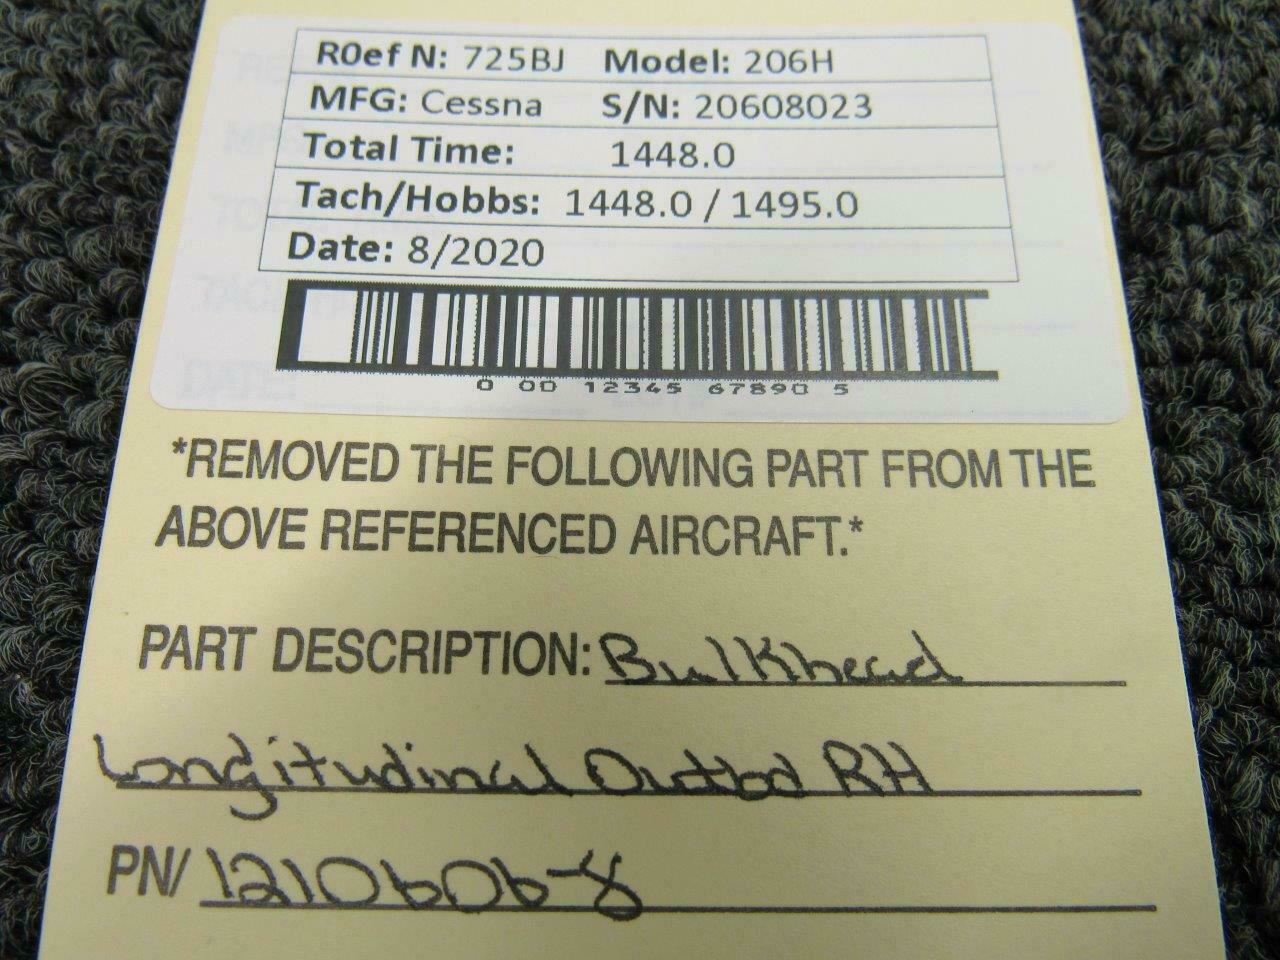 R0ef N: 725BJ Model: 206H
MFG: Cessna S/N: 20608023
Total Time: 1448.0
Tach/Hobbs: 1448.0 / 1495.0
Date: 8/2020
0 00 12345 67890 5
*REMOVED THE FOLLOWING PART FROM THE
ABOVE REFERENCED AIRCRAFT.*
PART DESCRIPTION: Bulkhead
Longitudinal Outbd RH
PN/ 1210606-8